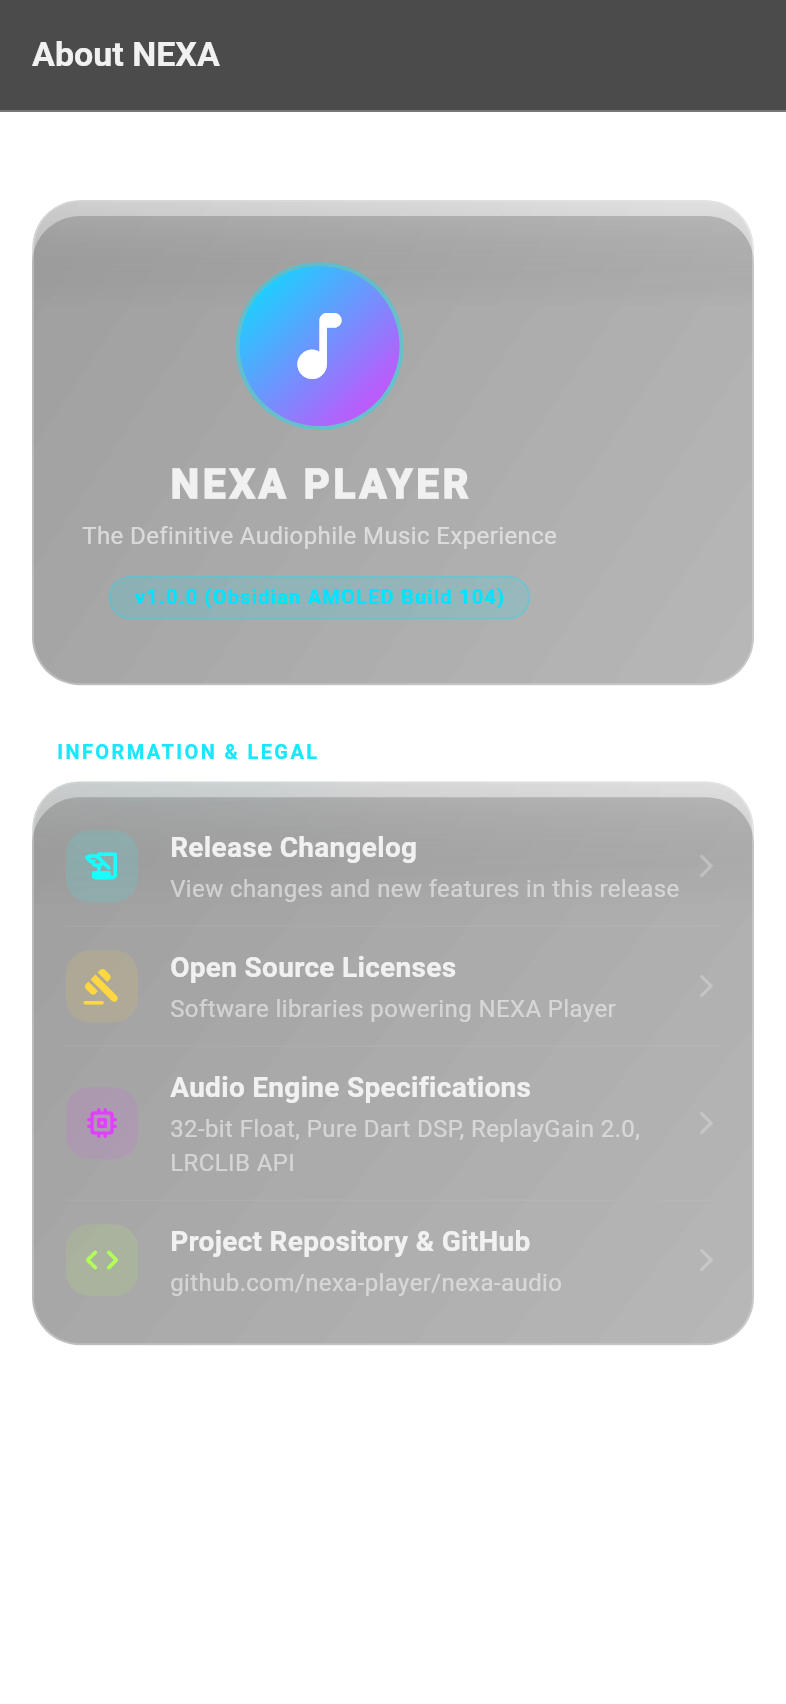 About NEXA
NEXA PLAYER
The Definitive Audiophile Music Experience
v1.0.0 (Obsidian AMOLED Build 104)
INFORMATION & LEGAL
Release Changelog
View changes and new features in this release
Open Source Licenses
Software libraries powering NEXA Player
Audio Engine Specifications
32-bit Float, Pure Dart DSP, ReplayGain 2.0,
LRCLIB API
Project Repository & GitHub
github.com/nexa-player/nexa-audio